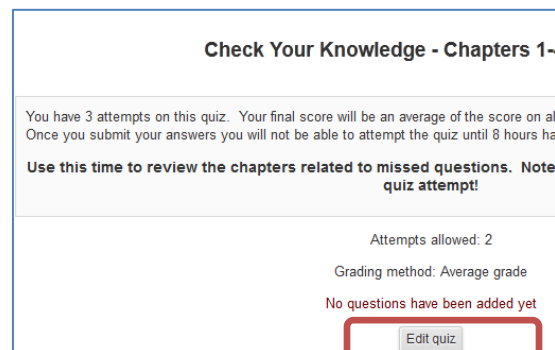 Check Your Knowledge - Chapters 1-
You have 3 attempts on this quiz. Your final score will be an average of the score on al
Once you submit your answers you will not be able to attempt the quiz until 8 hours ha
Use this time to review the chapters related to missed questions. Note
quiz attempt!
Attempts allowed: 2
Grading method: Average grade
No questions have been added yet
Edit quiz